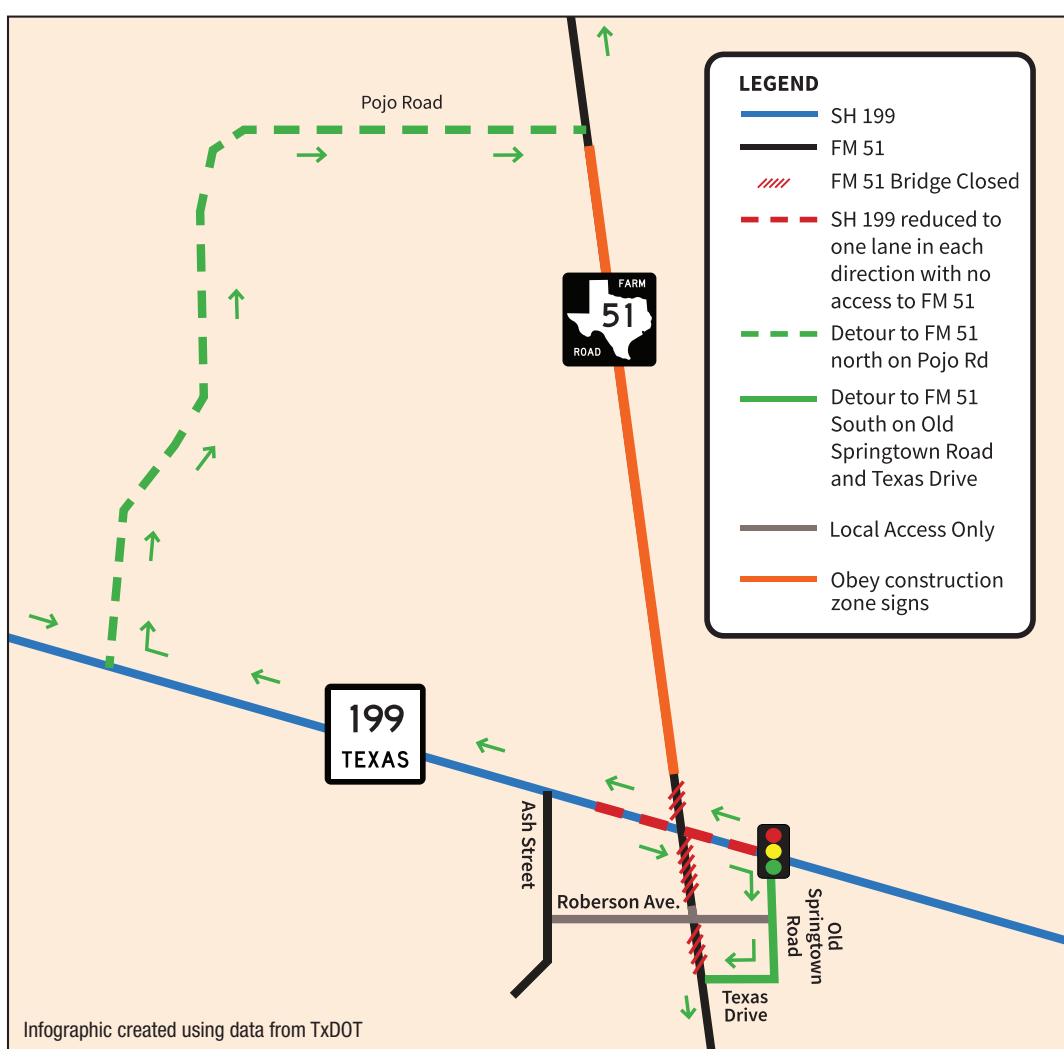 Pojo Road
LEGEND
SH 199
FM 51
FM 51 Bridge Closed
SH 199 reduced to
one lane in each
direction with no
access to FM 51
Detour to FM 51
north on Pojo Rd
Detour to FM 51
South on Old
Springtown Road
and Texas Drive
Local Access Only
Obey construction
zone signs
FARM
51
ROAD
199
TEXAS
Ash Street
Roberson Ave.
Old
Springtown
Road
Texas
Drive
Infographic created using data from TxDOT